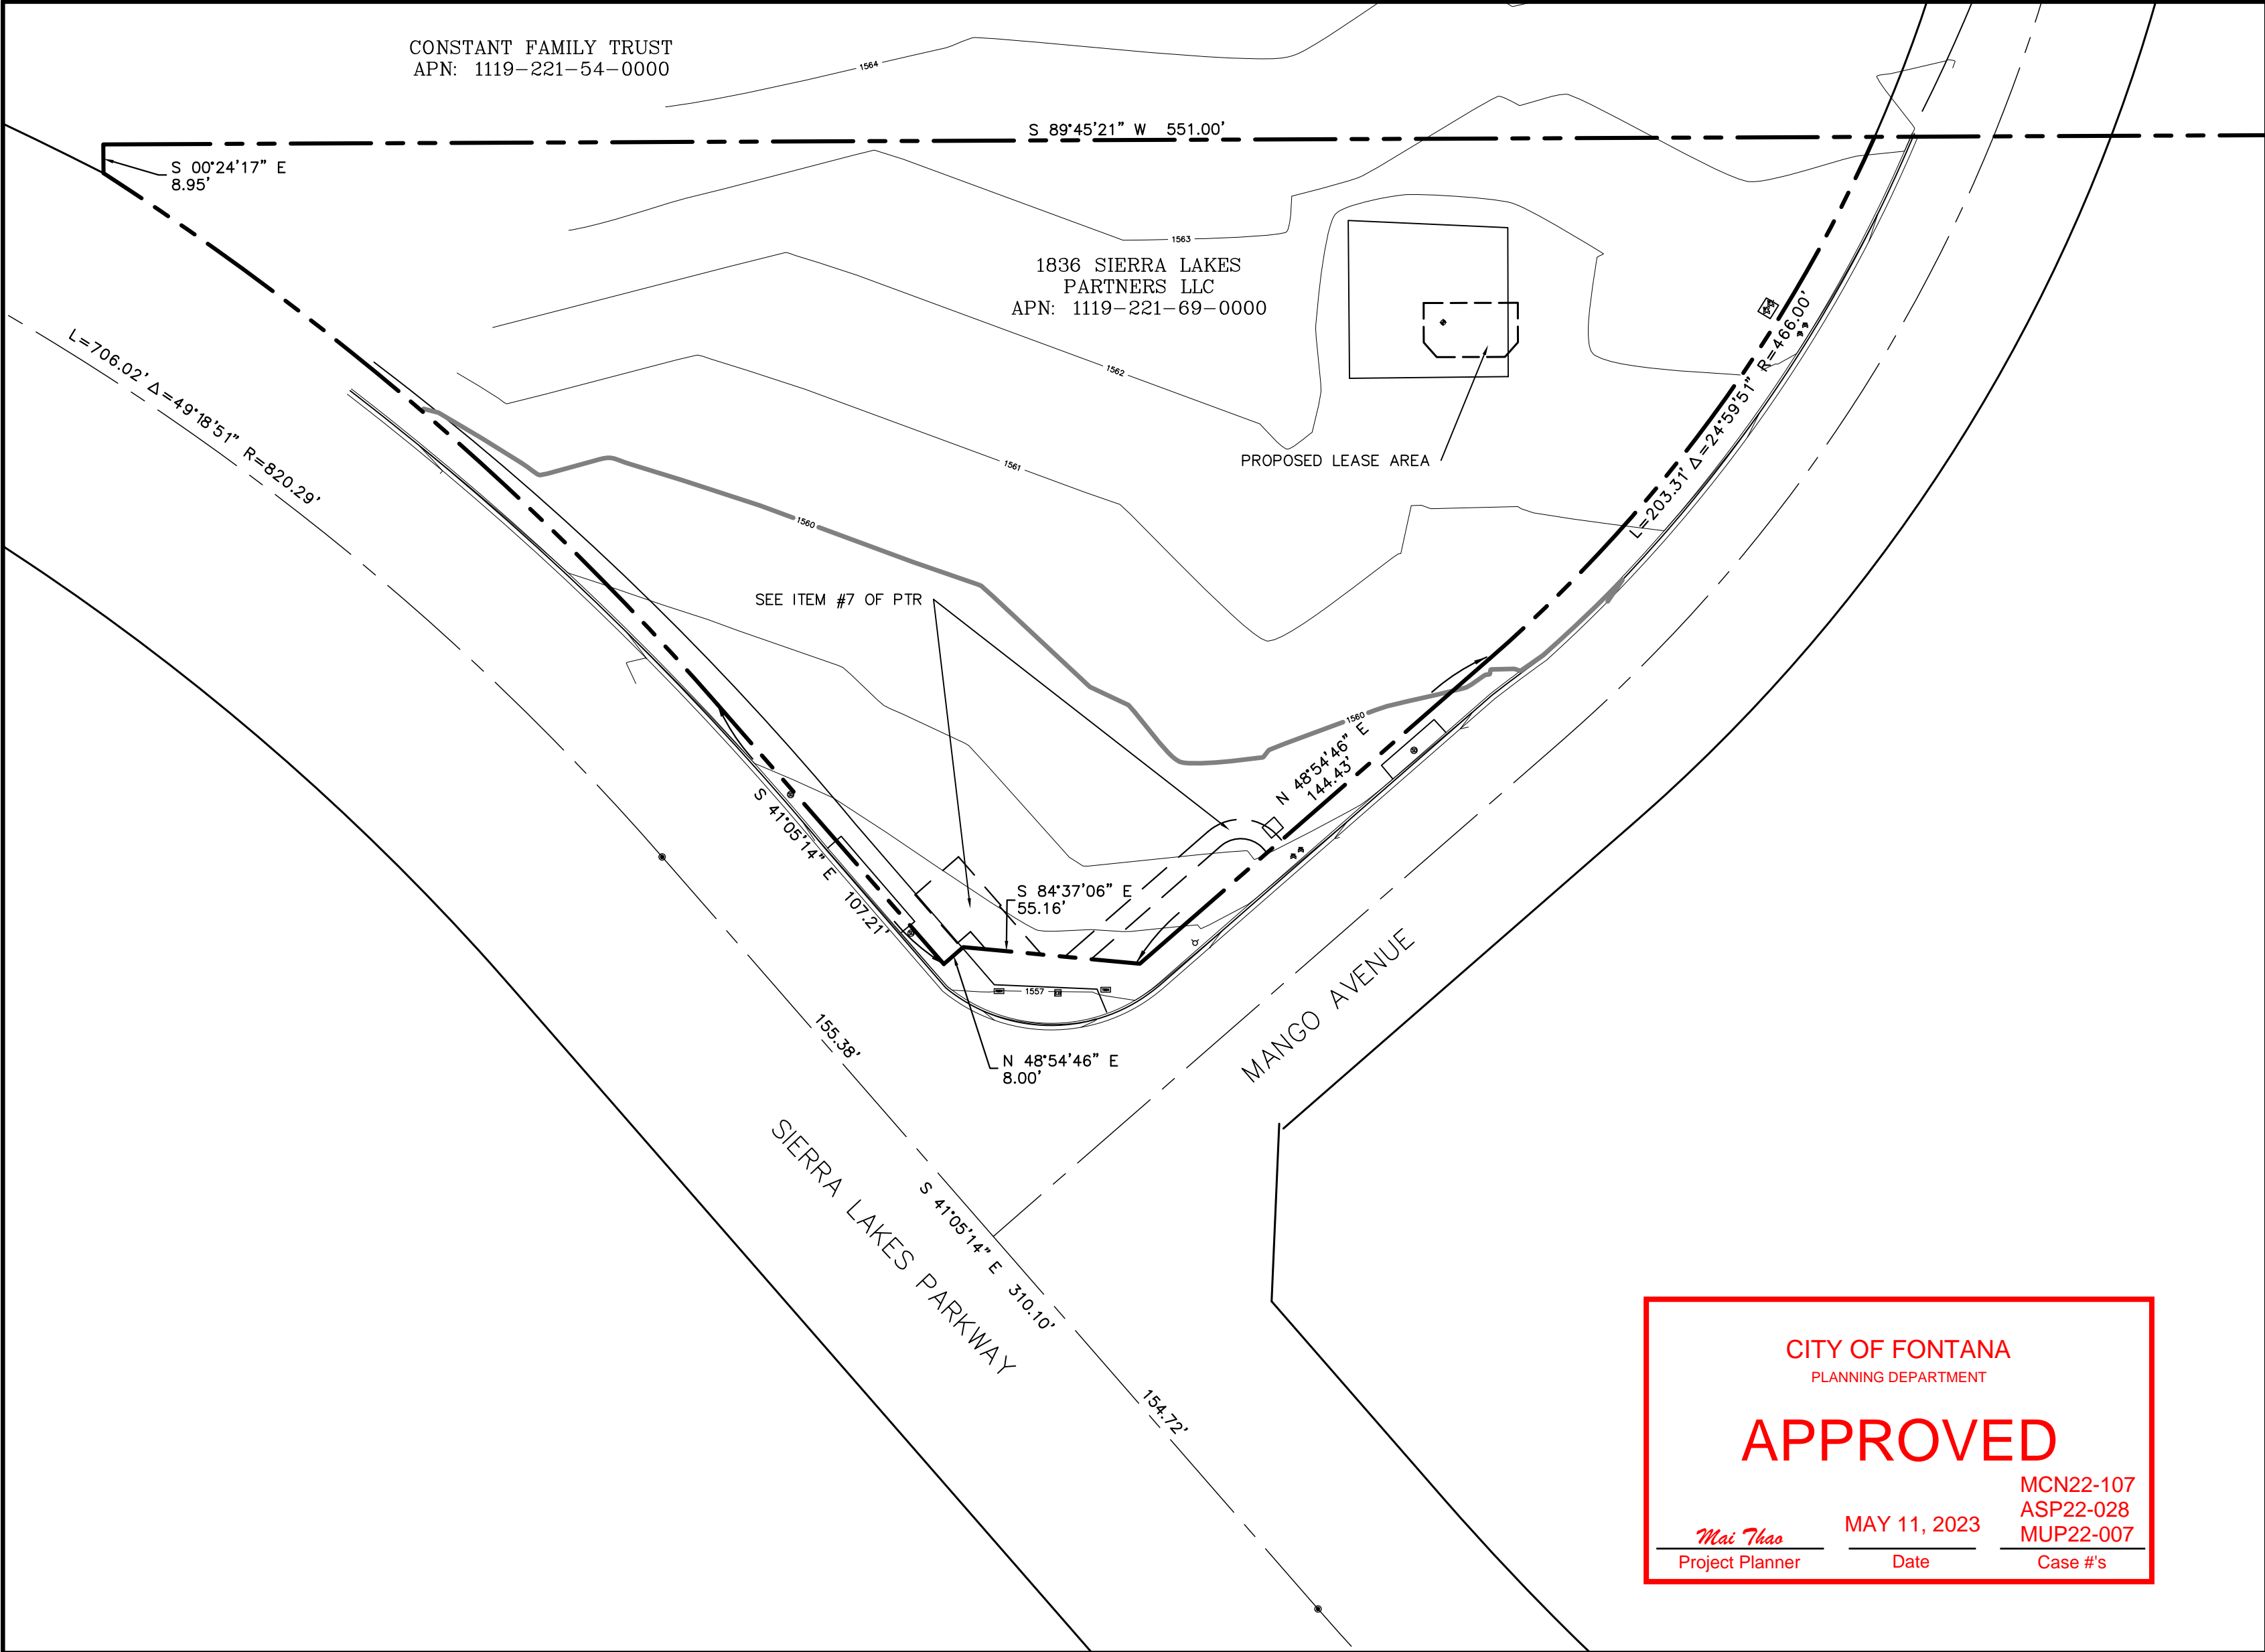 CONSTANT FAMILY TRUST
APN: 1119-221-54-0000
1564
S 89°45'21" W 551.00'
S 00°24'17" E
8.95'
1563
1836 SIERRA LAKES
PARTNERS LLC
APN: 1119-221-69-0000
L=706.02' Δ=49°18'51" R=820.29'
1562
L=203.31' Δ=24°59'51" R=466.00'
PROPOSED LEASE AREA
1561
1560
SEE ITEM #7 OF PTR
1560
N 48°54'46" E
144.43'
S 41°05'14" E 107.21'
S 84°37'06" E
55.16'
1557
MANGO AVENUE
155.38'
N 48°54'46" E
8.00'
SIERRA LAKES PARKWAY
S 41°05'14" E 310.10'
154.72'
CITY OF FONTANA
PLANNING DEPARTMENT
APPROVED
MCN22-107
ASP22-028
MUP22-007
Mai Thao
MAY 11, 2023
Project Planner
Date
Case #'s